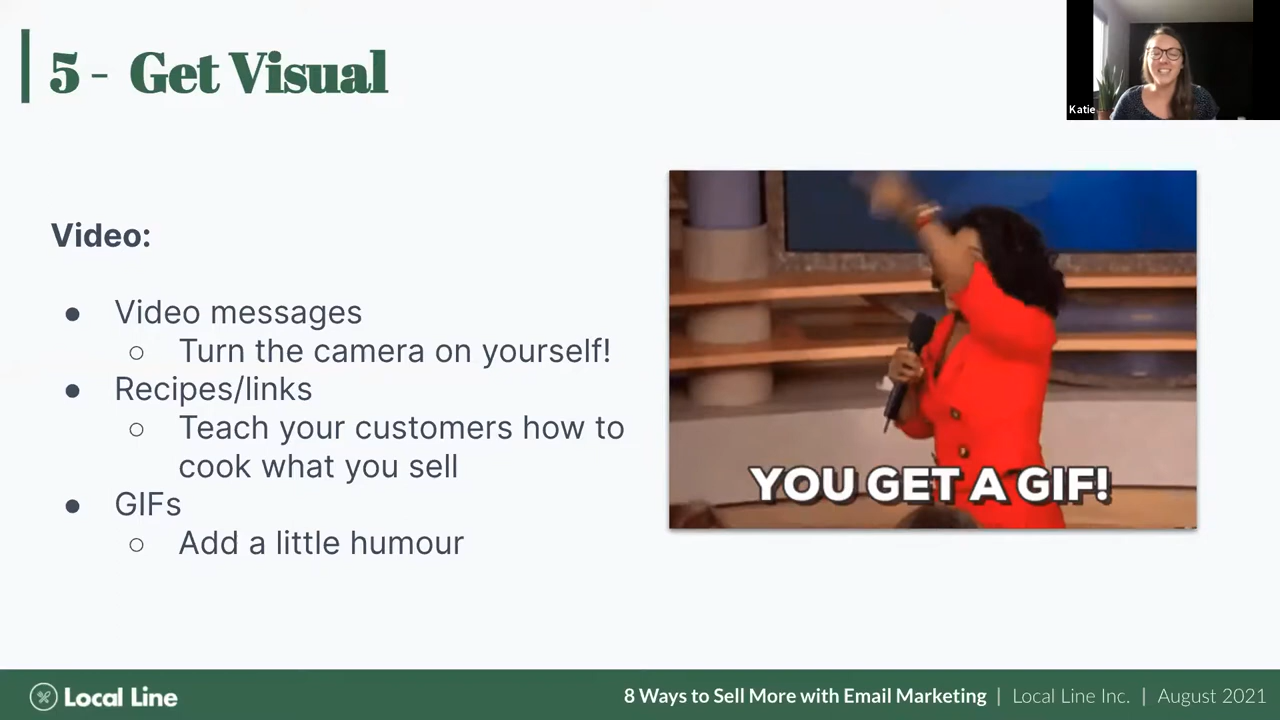 5 - Get Visual
Katie
Video:
● Video messages
○ Turn the camera on yourself!
● Recipes/links
○ Teach your customers how to
cook what you sell
● GIFs
○ Add a little humour
YOU GET A GIF!
Local Line
8 Ways to Sell More with Email Marketing | Local Line Inc. | August 2021